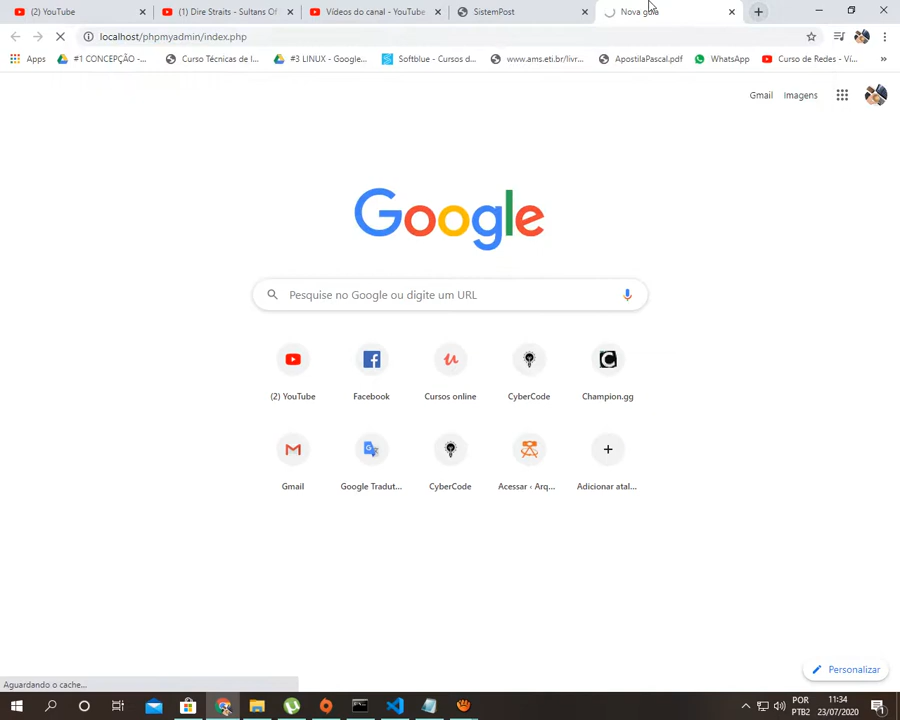 (2) YouTube
(1) Dire Straits - Sultans Of
Vídeos do canal - YouTube
SistemPost
Nova guia
localhost/phpmyadmin/index.php
Apps
#1 CONCEPÇÃO -...
Curso Técnicas de I...
#3 LINUX - Google...
Softblue - Cursos d...
www.ams.eti.br/livr...
ApostilaPascal.pdf
WhatsApp
Curso de Redes - Ví...
»
Gmail
Imagens
Google
Pesquise no Google ou digite um URL
(2) YouTube
Facebook
Cursos online
CyberCode
Champion.gg
Gmail
Google Tradut...
CyberCode
Acessar ‹ Arq...
Adicionar atal...
Personalizar
Aguardando o cache...
POR
PTB2
11:34
23/07/2020
1